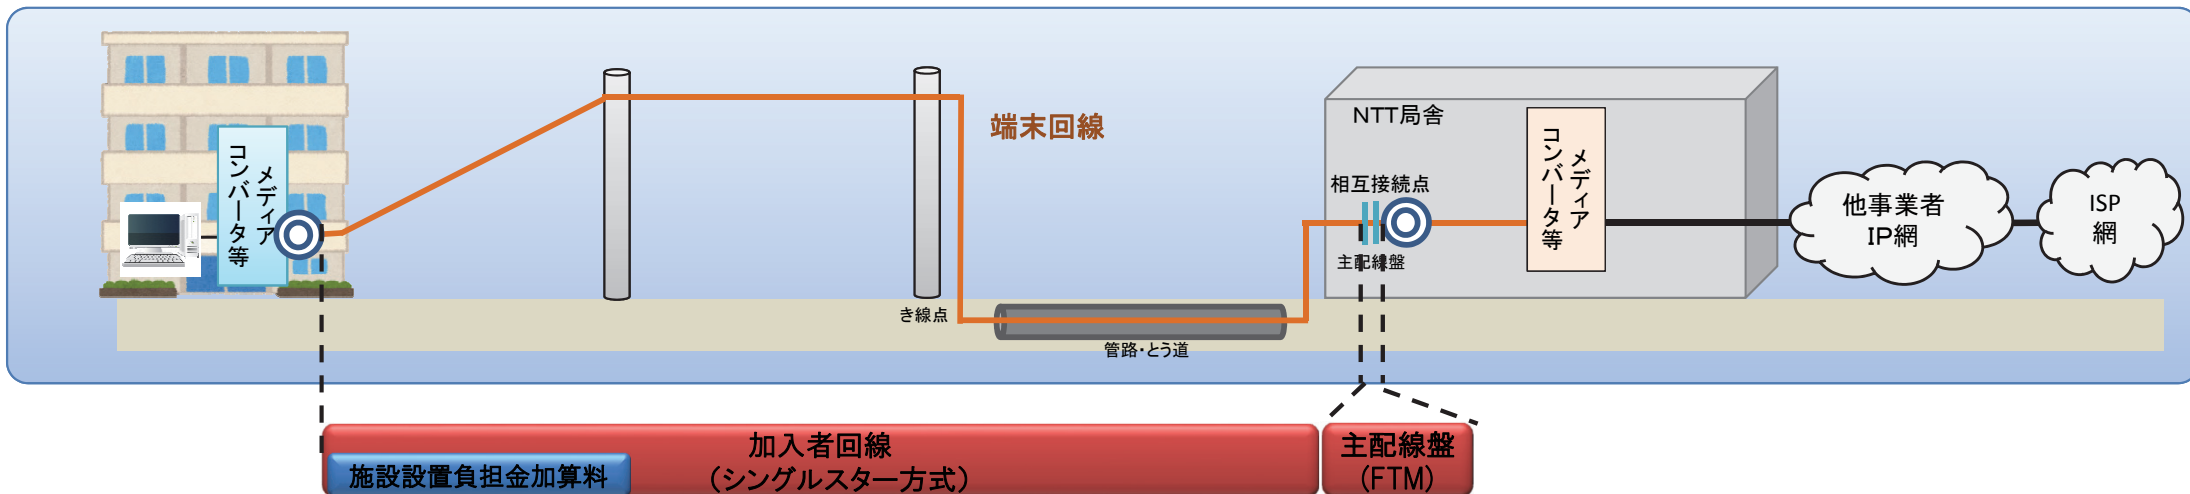 メディア
コンバータ等
端末回線
き線点
管路・とう道
NTT局舎
相互接続点
主配線盤
メディア
コンバータ等
他事業者
IP網
ISP
網
加入者回線
（シングルスター方式）
施設設置負担金加算料
主配線盤
(FTM)